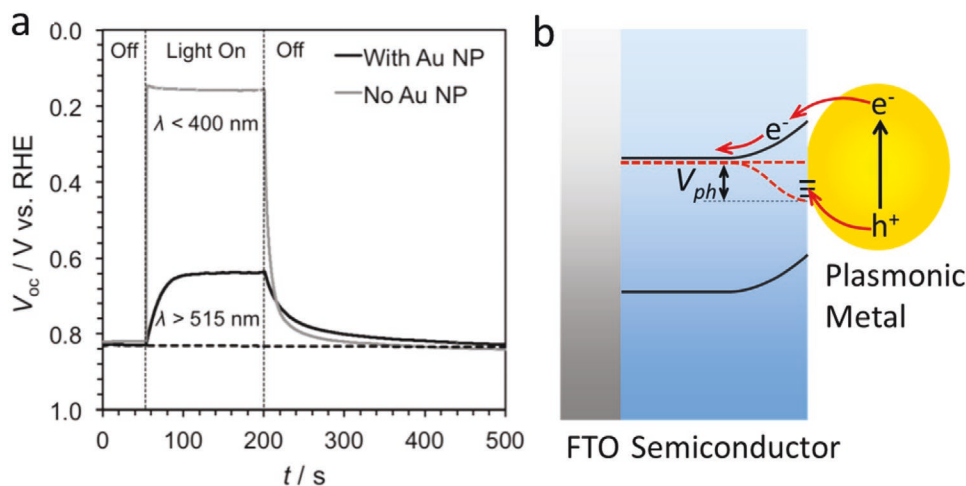 a
Off
Light On
Off
With Au NP
No Au NP
λ < 400 nm
λ > 515 nm
0.0
0.2
0.4
0.6
0.8
1.0
V_oc / V vs. RHE
0
100
200
300
400
500
t / s
b
e⁻
e⁻
V_ph
h⁺
Plasmonic
Metal
FTO Semiconductor